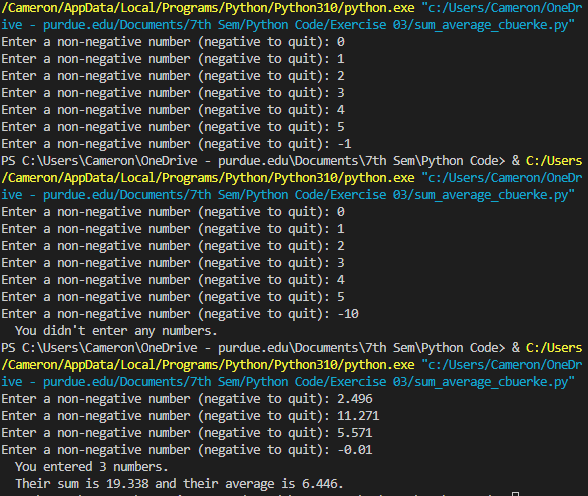 /Cameron/AppData/Local/Programs/Python/Python310/python.exe "c:/Users/Cameron/OneDr
ive - purdue.edu/Documents/7th Sem/Python Code/Exercise 03/sum_average_cbuerke.py"
Enter a non-negative number (negative to quit): 0
Enter a non-negative number (negative to quit): 1
Enter a non-negative number (negative to quit): 2
Enter a non-negative number (negative to quit): 3
Enter a non-negative number (negative to quit): 4
Enter a non-negative number (negative to quit): 5
Enter a non-negative number (negative to quit): -1
PS C:\Users\Cameron\OneDrive - purdue.edu\Documents\7th Sem\Python Code> & C:/Users
/Cameron/AppData/Local/Programs/Python/Python310/python.exe "c:/Users/Cameron/OneDr
ive - purdue.edu/Documents/7th Sem/Python Code/Exercise 03/sum_average_cbuerke.py"
Enter a non-negative number (negative to quit): 0
Enter a non-negative number (negative to quit): 1
Enter a non-negative number (negative to quit): 2
Enter a non-negative number (negative to quit): 3
Enter a non-negative number (negative to quit): 4
Enter a non-negative number (negative to quit): 5
Enter a non-negative number (negative to quit): -10
  You didn't enter any numbers.
PS C:\Users\Cameron\OneDrive - purdue.edu\Documents\7th Sem\Python Code> & C:/Users
/Cameron/AppData/Local/Programs/Python/Python310/python.exe "c:/Users/Cameron/OneDr
ive - purdue.edu/Documents/7th Sem/Python Code/Exercise 03/sum_average_cbuerke.py"
Enter a non-negative number (negative to quit): 2.496
Enter a non-negative number (negative to quit): 11.271
Enter a non-negative number (negative to quit): 5.571
Enter a non-negative number (negative to quit): -0.01
  You entered 3 numbers.
  Their sum is 19.338 and their average is 6.446.